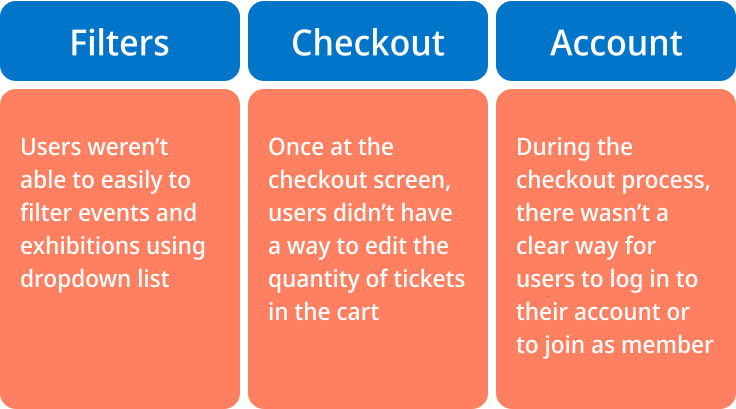 Filters
Users weren’t
able to easily to
filter events and
exhibitions using
dropdown list
Checkout
Once at the
checkout screen,
users didn’t have
a way to edit the
quantity of tickets
in the cart
Account
During the
checkout process,
there wasn’t a
clear way for
users to log in to
their account or
to join as member